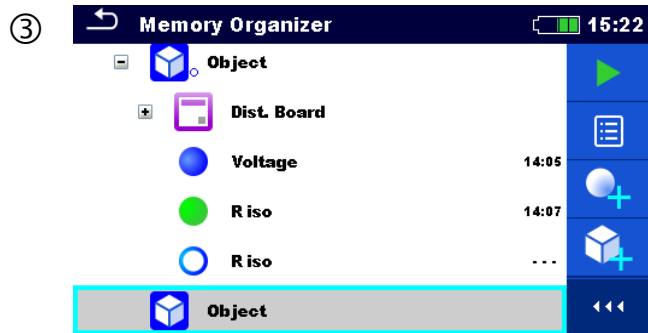 ③
Memory Organizer 15:22
Object
Dist. Board
Voltage 14:05
R iso 14:07
R iso ---
Object